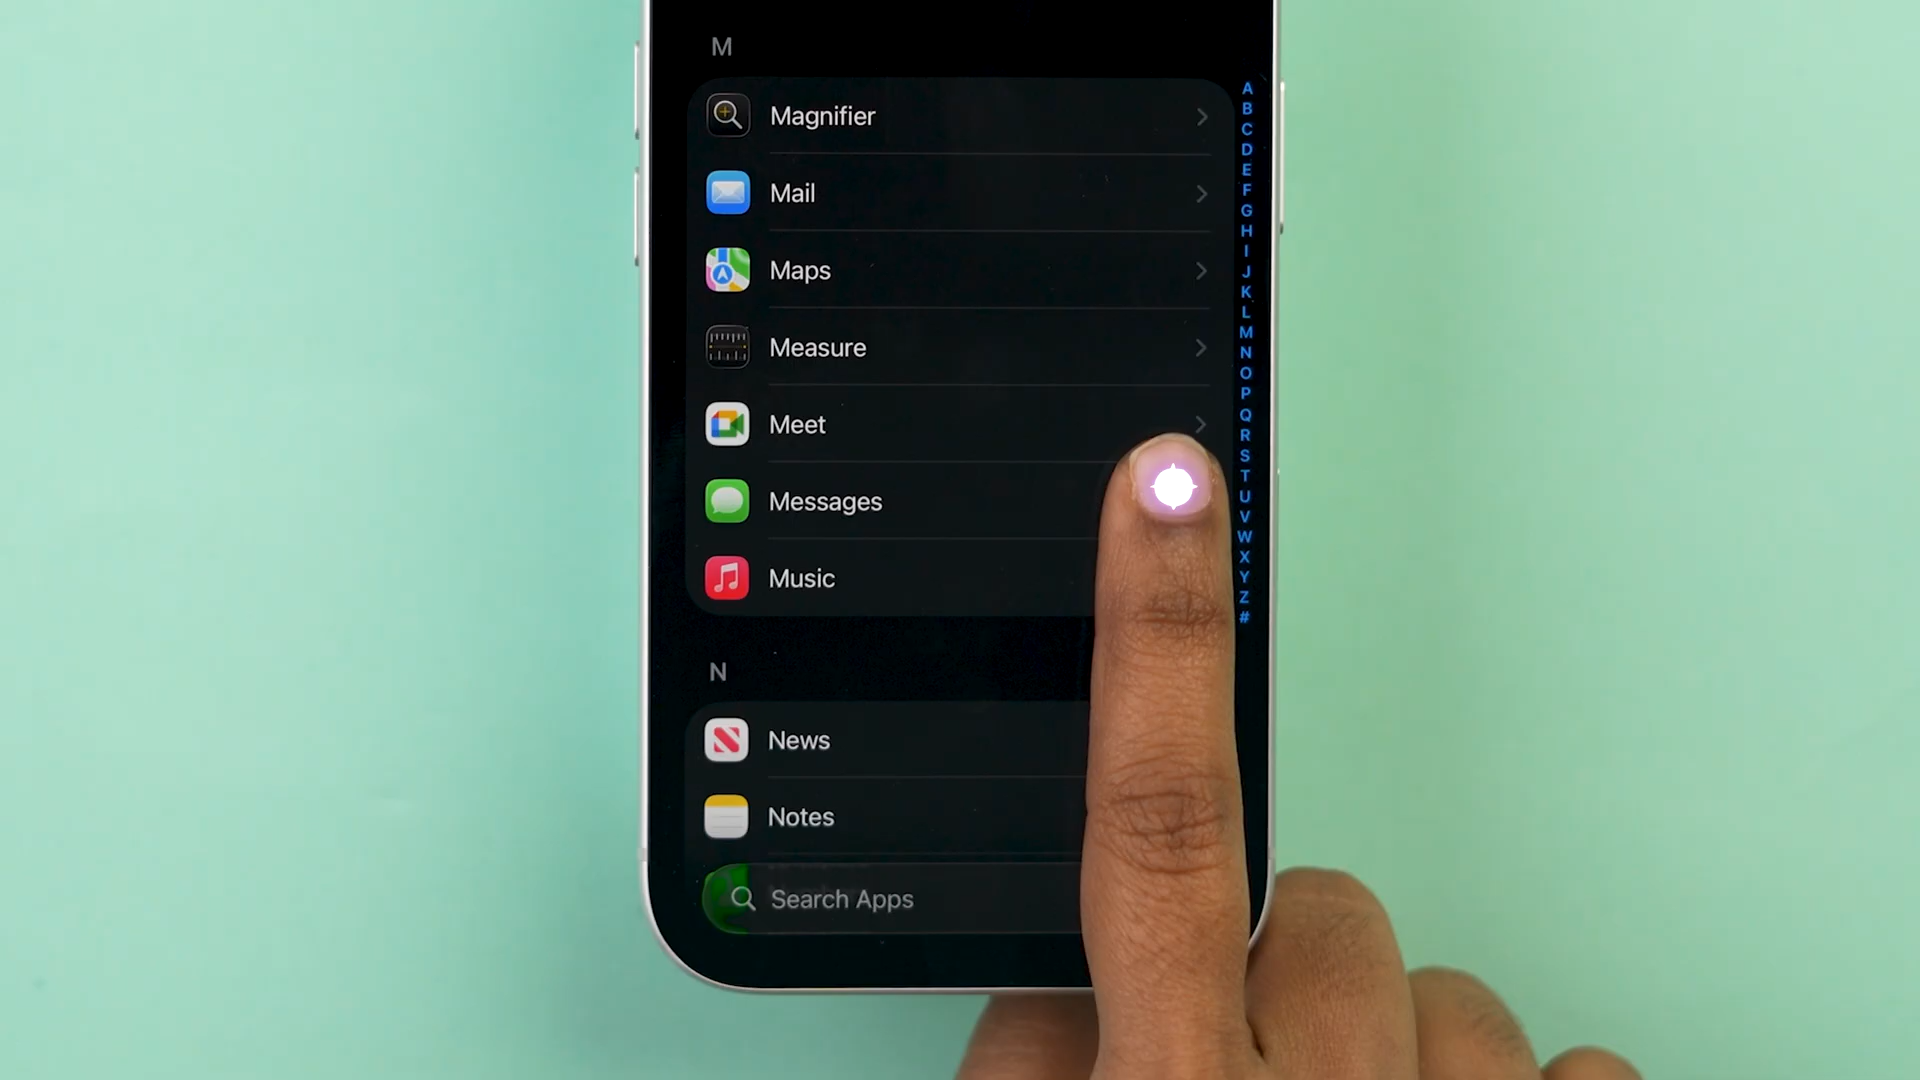 M
Magnifier
Mail
Maps
Measure
Meet
Messages
Music
N
News
Notes
Search Apps
A
B
C
D
E
F
G
H
I
J
K
L
M
N
O
P
Q
R
S
T
U
V
W
X
Y
Z
#